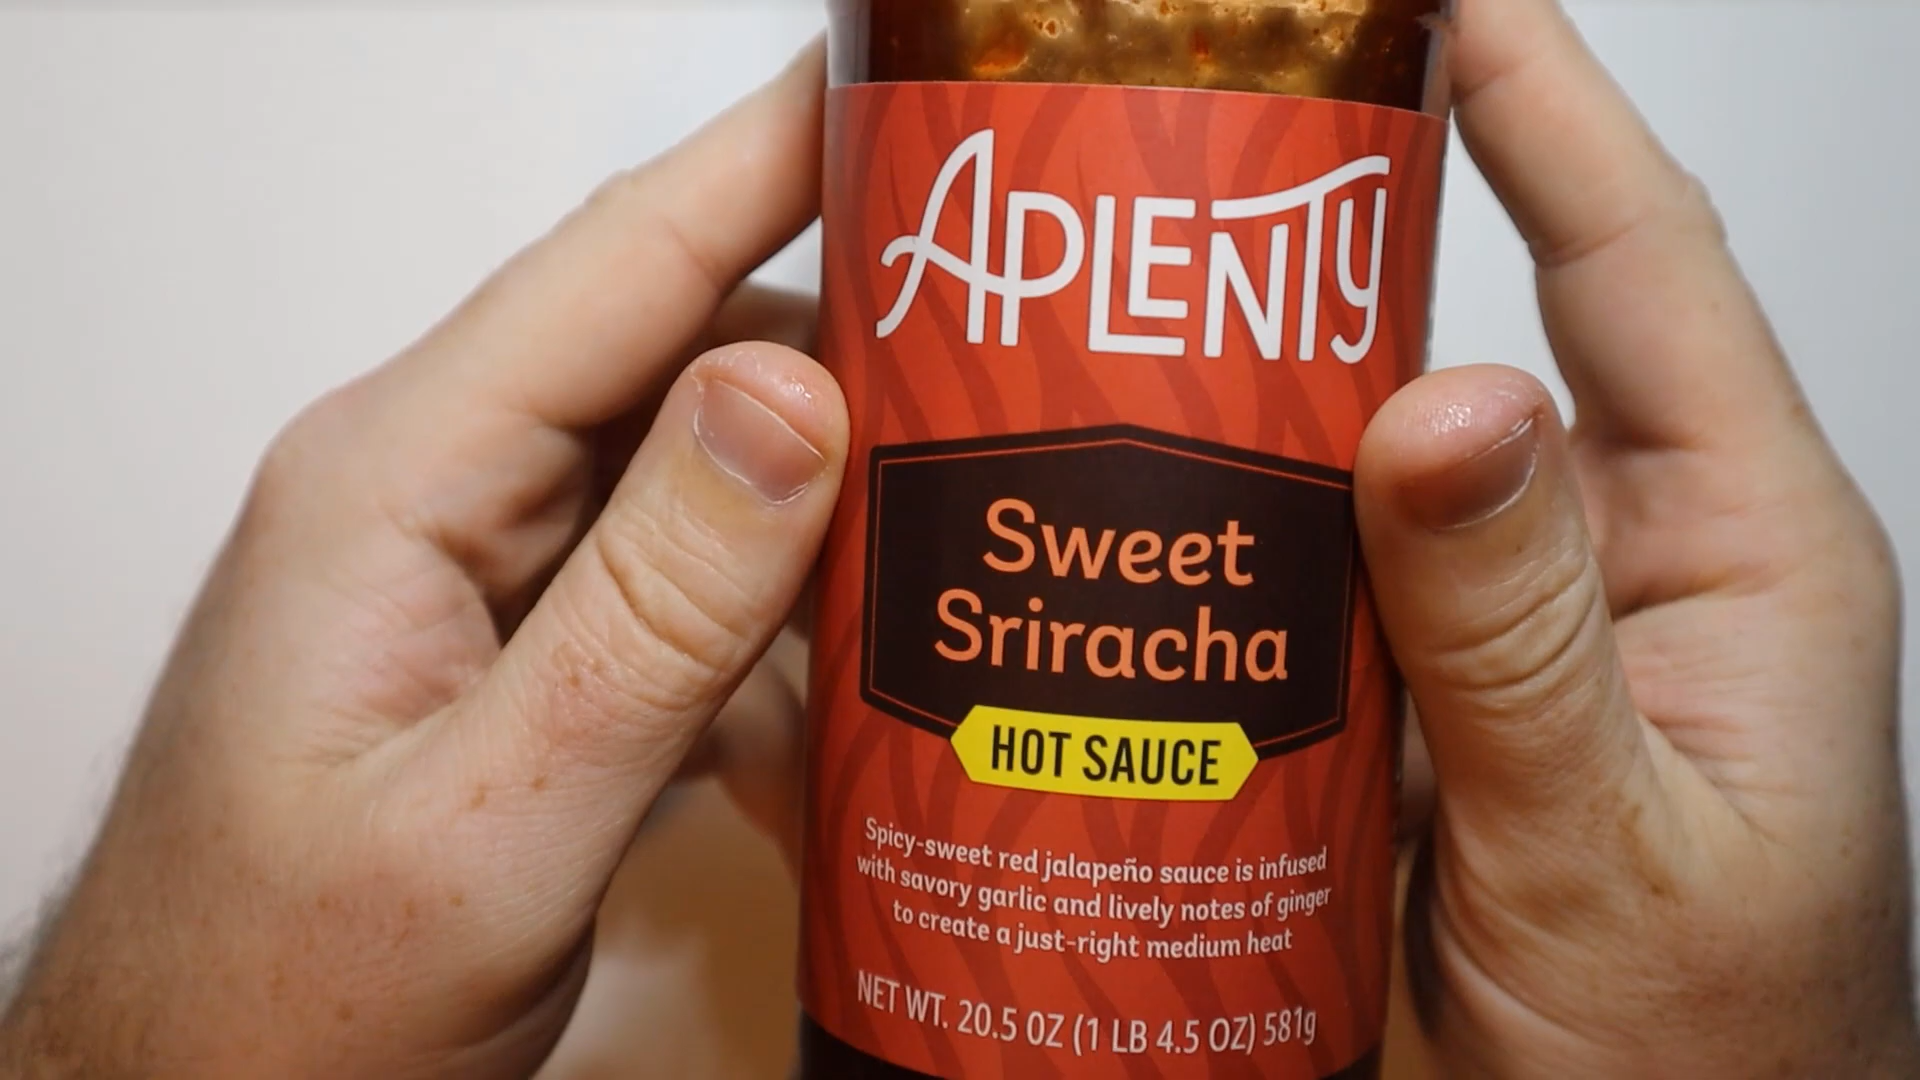 APLENTY
Sweet
Sriracha
HOT SAUCE
Spicy-sweet red jalapeño sauce is infused
with savory garlic and lively notes of ginger
to create a just-right medium heat
NET WT. 20.5 OZ (1 LB 4.5 OZ) 581g